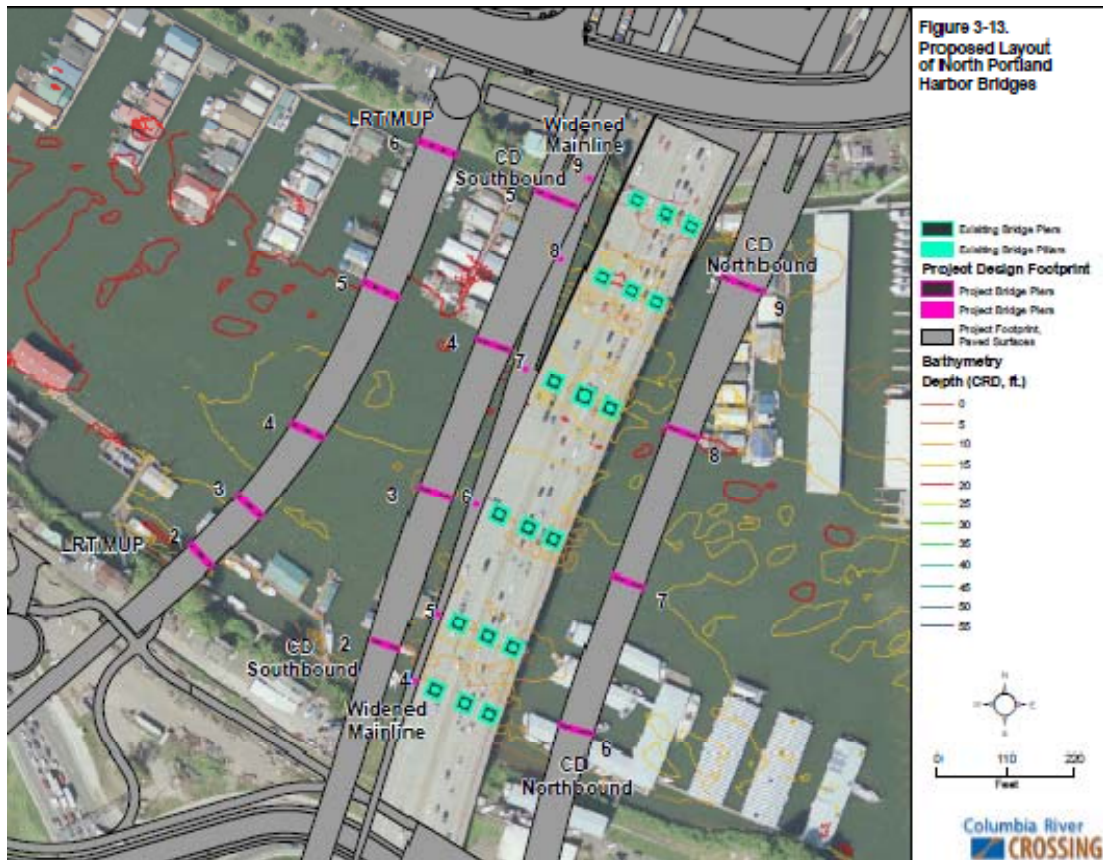 Figure 3-13.
Proposed Layout
of North Portland
Harbor Bridges
LRT/MUP
6
Widened
Mainline
9
CD
Southbound
5
8
CD
Northbound
9
5
4
7
4
8
3
6
3
2
LRT/MUP
7
5
2
CD
Southbound
4
Widened
Mainline
6
CD
Northbound
Existing Bridge Piers
Existing Bridge Pillars
Project Design Footprint
Project Bridge Piers
Project Bridge Piers
Project Footprint,
Paved Surfaces
Bathymetry
Depth (CRD, ft.)
0
5
10
15
20
25
30
35
40
45
50
55
N
W
E
S
0
110
220
Feet
Columbia River
CROSSING